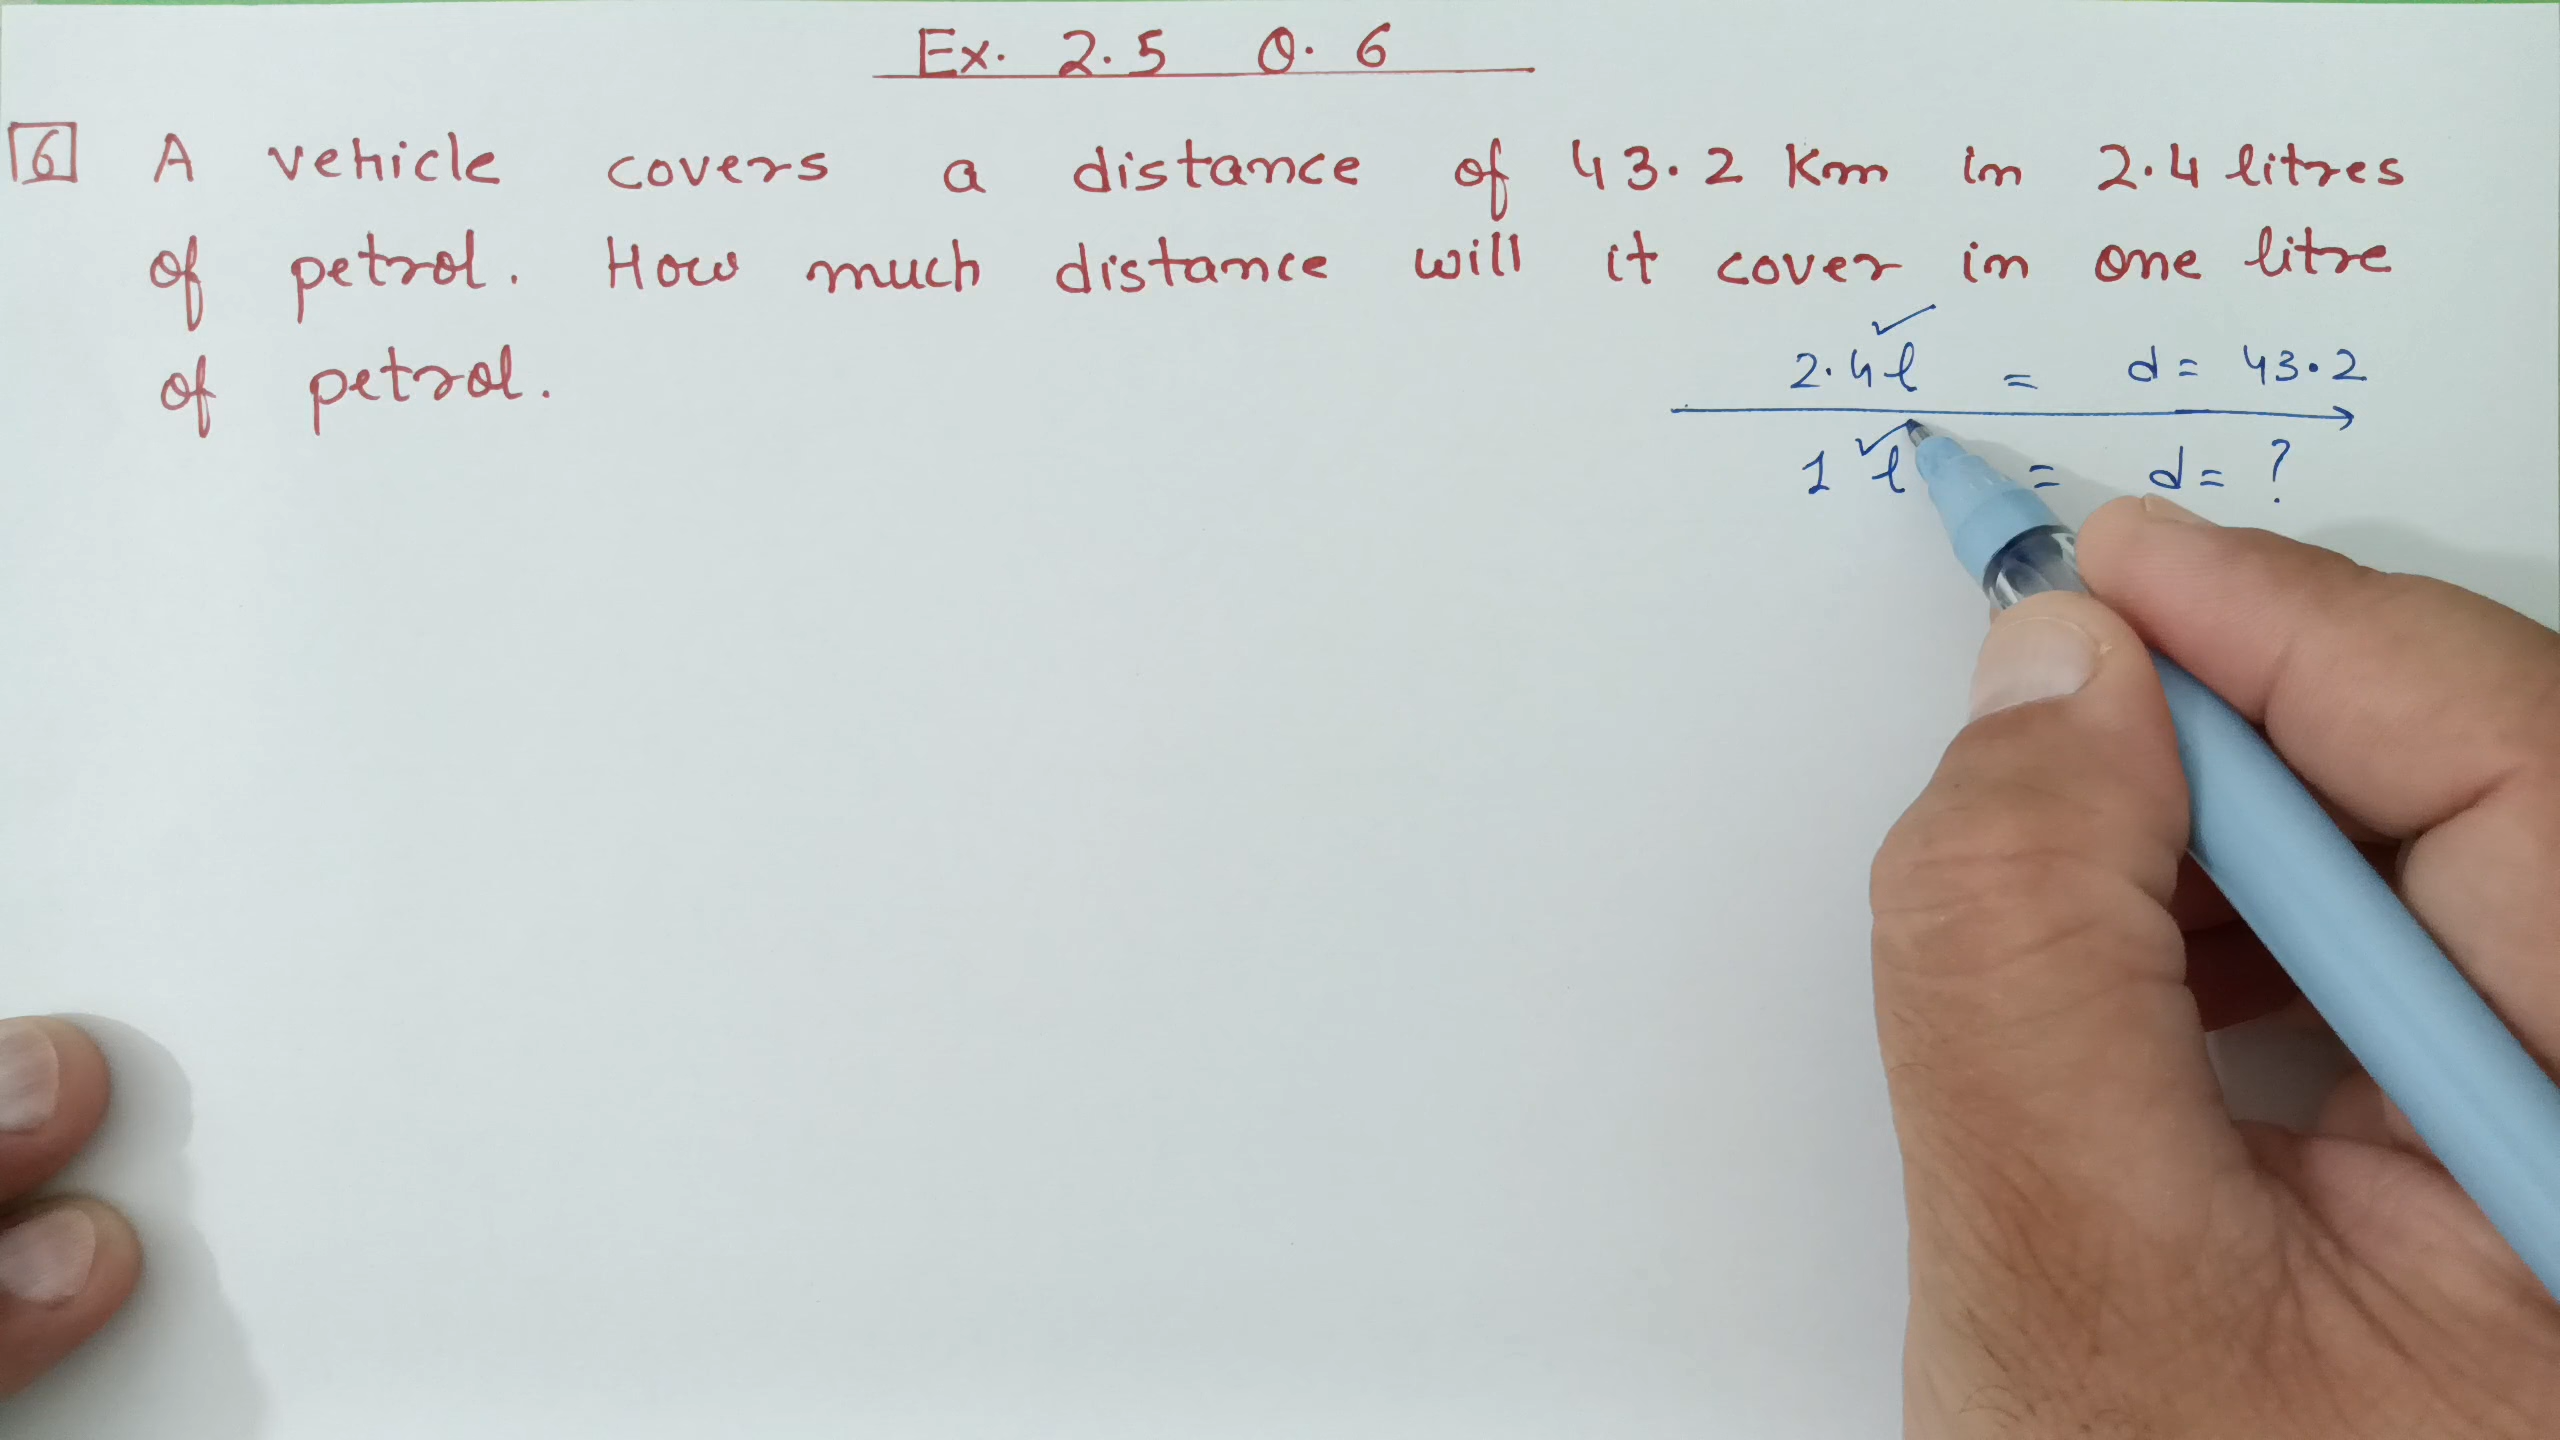 Ex. 2.5 Q. 6
6 A vehicle covers a distance of 43.2 Km in 2.4 litres
of petrol. How much distance will it cover in one litre
of petrol.
2.4 l = d = 43.2
1 l = d = ?